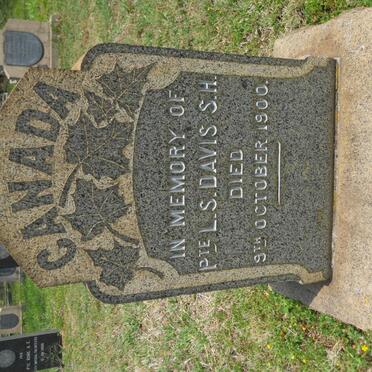 CANADA
IN MEMORY OF
PTE L.S. DAVIS S.H.
DIED
9TH OCTOBER 1900.